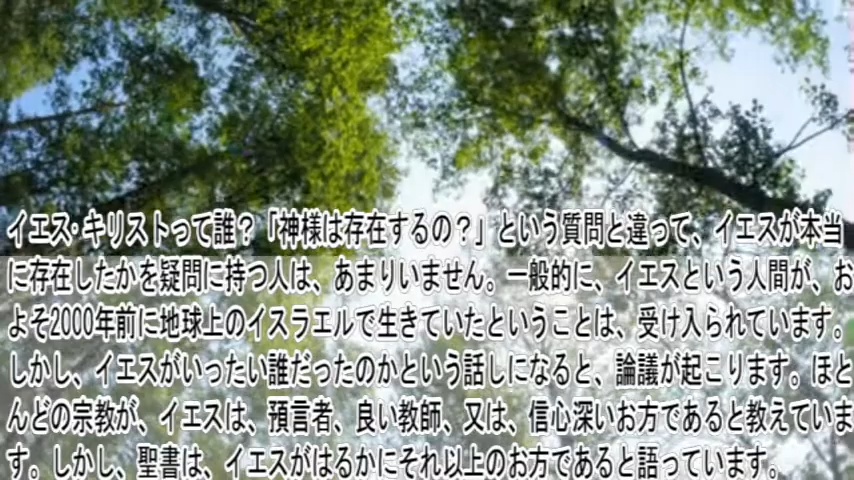 イエス・キリストって誰？「神様は存在するの？」という質問と違って、イエスが本当
に存在したかを疑問に持つ人は、あまりいません。一般的に、イエスという人間が、お
よそ2000年前に地球上のイスラエルで生きていたということは、受け入られています。
しかし、イエスがいったい誰だったのかという話しになると、論議が起こります。ほと
んどの宗教が、イエスは、預言者、良い教師、又は、信心深いお方であると教えていま
す。しかし、聖書は、イエスがはるかにそれ以上のお方であると語っています。